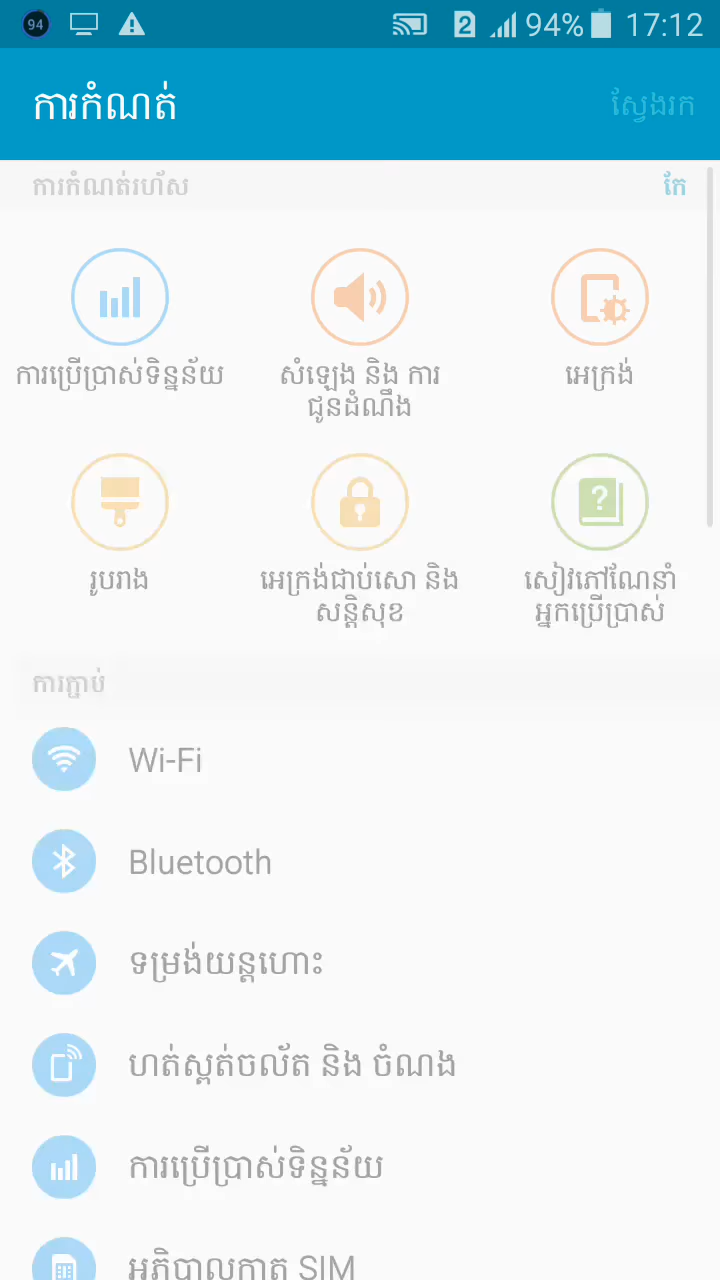 94 2 94% 17:12
ការកំណត់ ស្វែងរក
ការកំណត់រហ័ស កែ
ការប្រើប្រាស់ទិន្នន័យ
សំឡេង និង ការ
ជូនដំណឹង
អេក្រង់
រូបរាង
អេក្រង់ជាប់សោ និង
សន្តិសុខ
សៀវភៅណែនាំ
អ្នកប្រើប្រាស់
ការភ្ជាប់
Wi-Fi
Bluetooth
ទម្រង់យន្តហោះ
ហត់ស្ពត់ចល័ត និង ចំណង
ការប្រើប្រាស់ទិន្នន័យ
អភិបាលកាត SIM